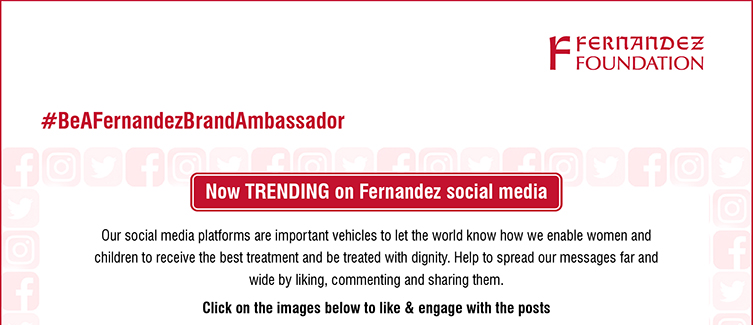 FERNANDEZ
FOUNDATION
#BeAFernandezBrandAmbassador
Now TRENDING on Fernandez social media
Our social media platforms are important vehicles to let the world know how we enable women and
children to receive the best treatment and be treated with dignity. Help to spread our messages far and
wide by liking, commenting and sharing them.
Click on the images below to like & engage with the posts